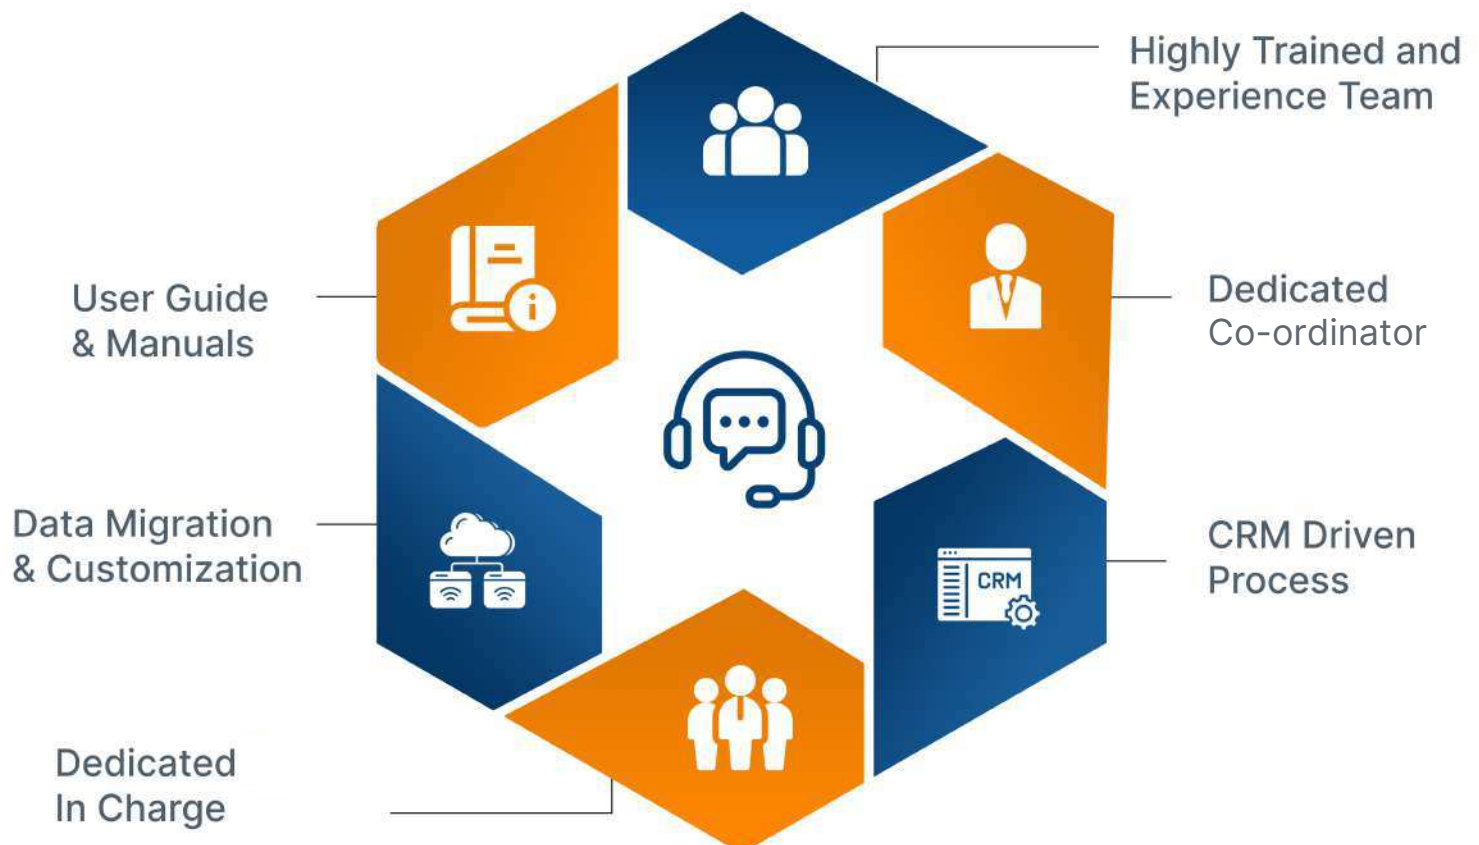 Highly Trained and
Experience Team
User Guide
& Manuals
Dedicated
Co-ordinator
Data Migration
& Customization
CRM
CRM Driven
Process
Dedicated
In Charge